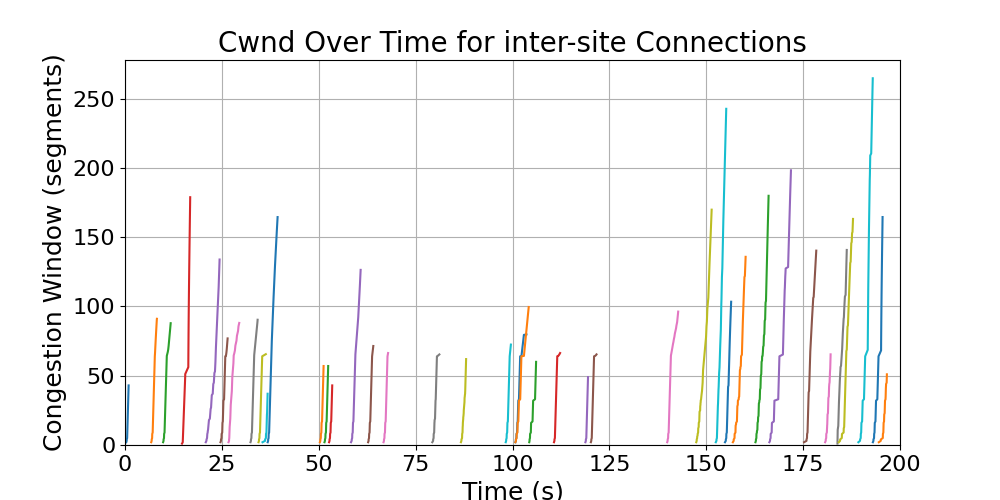 Cwnd Over Time for inter-site Connections
Congestion Window (segments)
250
200
150
100
50
0
0 25 50 75 100 125 150 175 200
Time (s)